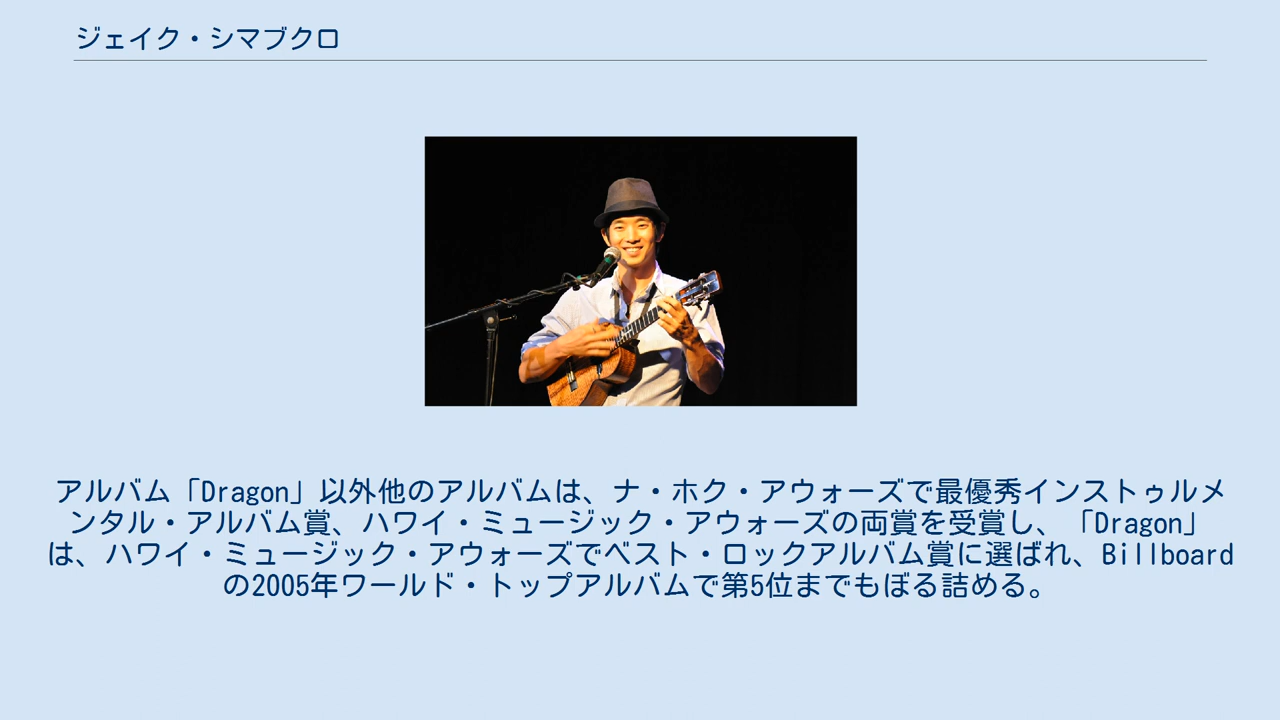 ジェイク・シマブクロ
アルバム「Dragon」以外他のアルバムは、ナ・ホク・アウォーズで最優秀インストゥルメ
ンタル・アルバム賞、ハワイ・ミュージック・アウォーズの両賞を受賞し、「Dragon」
は、ハワイ・ミュージック・アウォーズでベスト・ロックアルバム賞に選ばれ、Billboard
の2005年ワールド・トップアルバムで第5位までもぼる詰める。